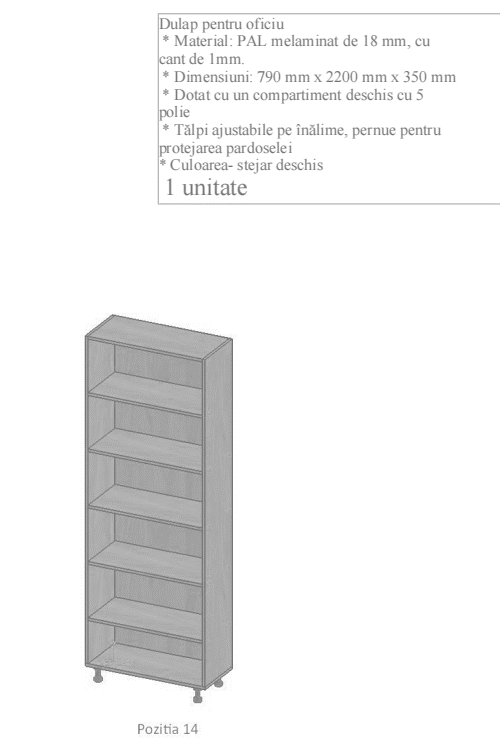 Dulap pentru oficiu
* Material: PAL melaminat de 18 mm, cu
cant de 1mm.
* Dimensiuni: 790 mm x 2200 mm x 350 mm
* Dotat cu un compartiment deschis cu 5
polie
* Tălpi ajustabile pe înălime, pernue pentru
protejarea pardoselei
* Culoarea- stejar deschis
1 unitate
Pozitia 14